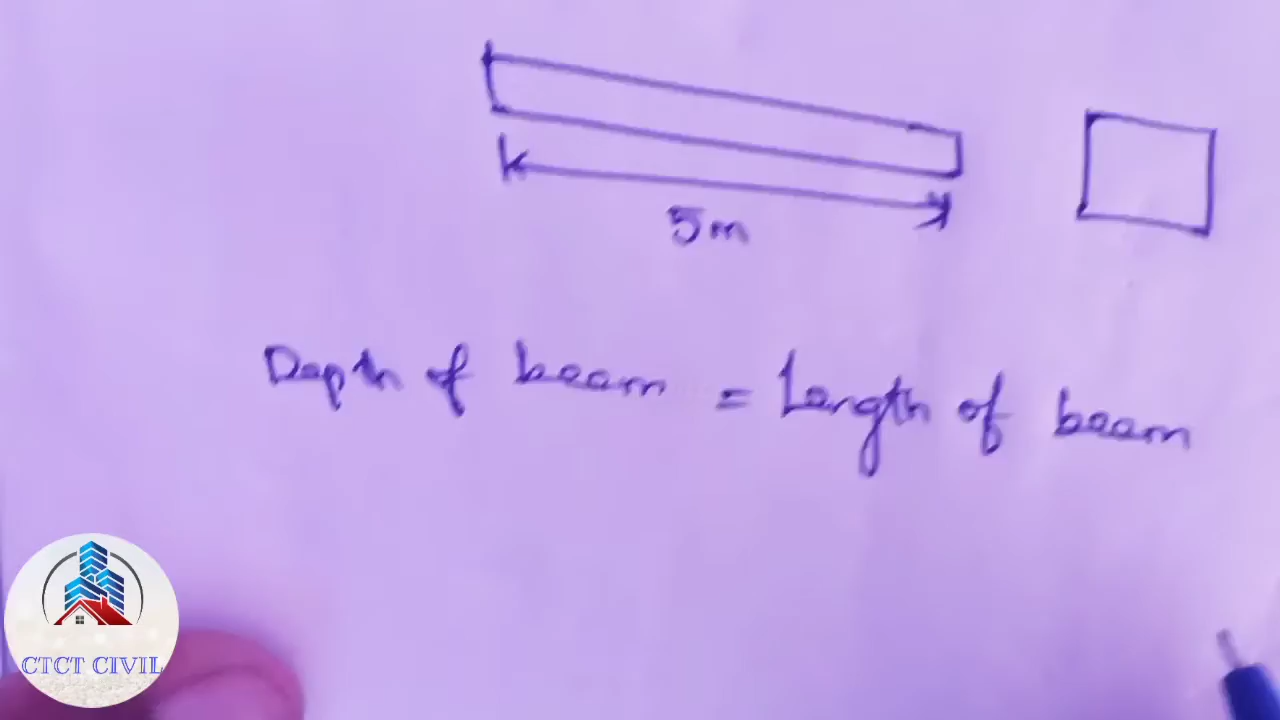 5m
Depth of beam = Length of beam
CTCT CIVIL